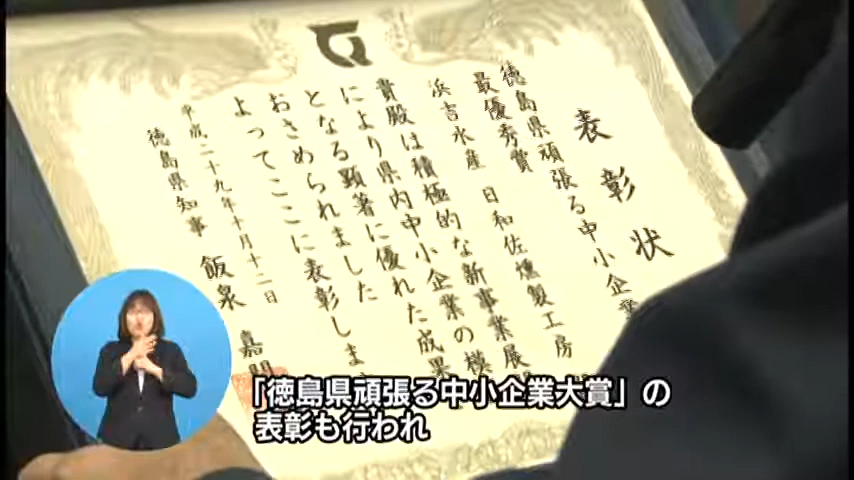 表彰状
徳島県頑張る中小企業
最優秀賞
浜吉水産 日和佐燻製工房
貴殿は積極的な新事業展
により県内中小企業の模
となる顕著に優れた成果
おさめられました
よってここに表彰しま
平成二十九年十月十二日
徳島県知事 飯泉 嘉門
「徳島県頑張る中小企業大賞」の
表彰も行われ